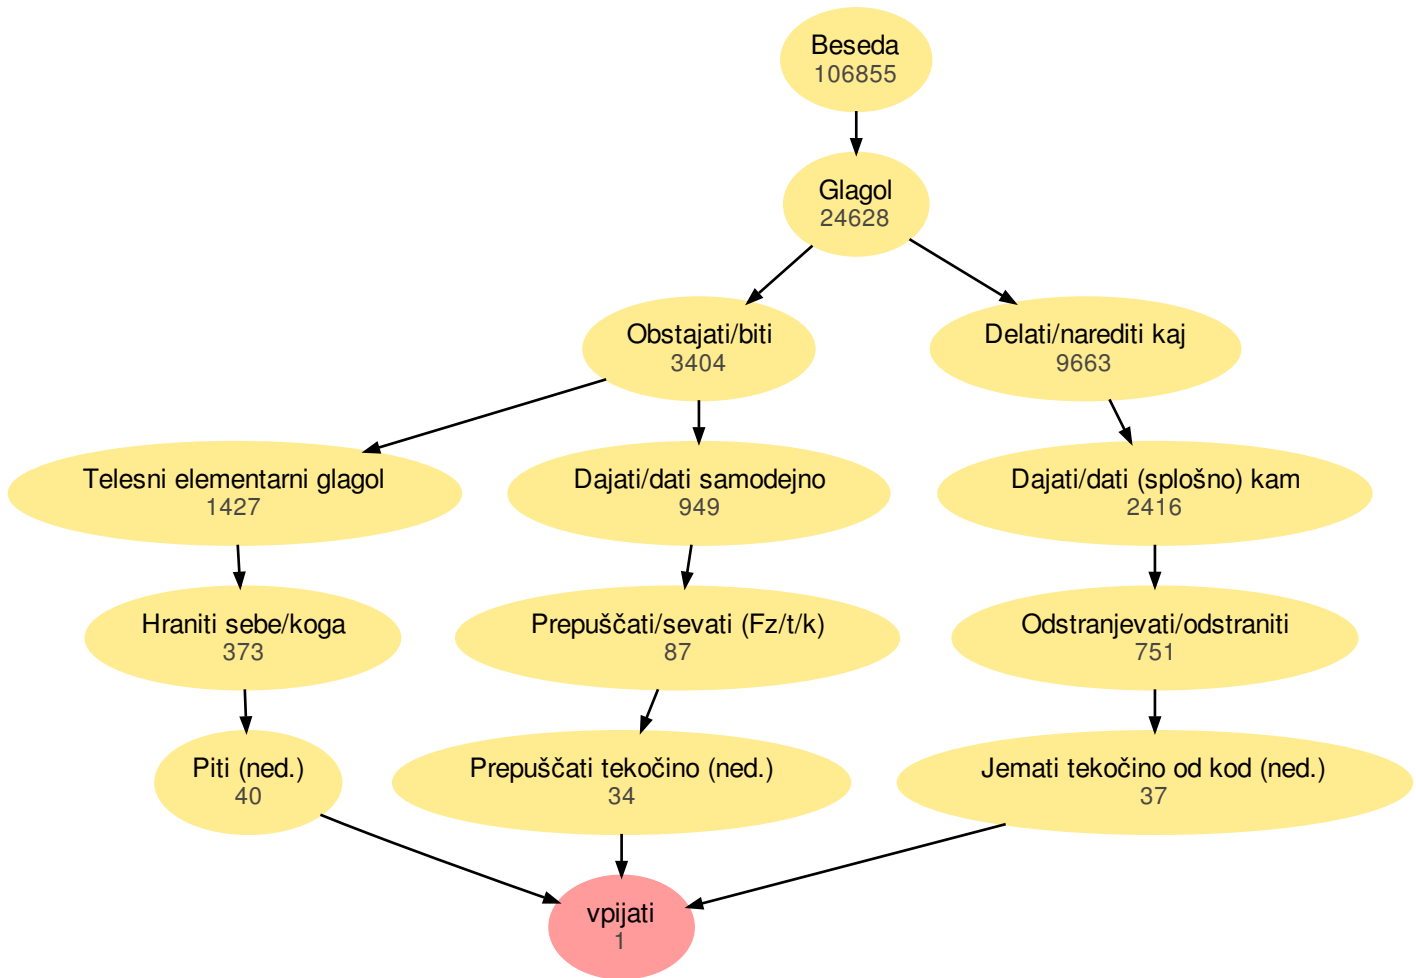 Beseda
106855
Glagol
24628
Obstajati/biti
3404
Delati/narediti kaj
9663
Telesni elementarni glagol
1427
Dajati/dati samodejno
949
Dajati/dati (splošno) kam
2416
Hraniti sebe/koga
373
Prepuščati/sevati (Fz/t/k)
87
Odstranjevati/odstraniti
751
Piti (ned.)
40
Prepuščati tekočino (ned.)
34
Jemati tekočino od kod (ned.)
37
vpijati
1